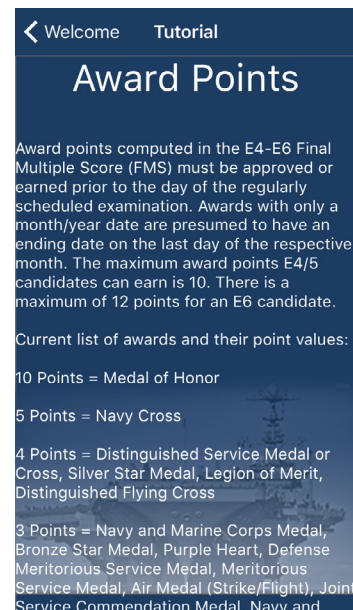 Welcome Tutorial
Award Points
Award points computed in the E4-E6 Final
Multiple Score (FMS) must be approved or
earned prior to the day of the regularly
scheduled examination. Awards with only a
month/year date are presumed to have an
ending date on the last day of the respective
month. The maximum award points E4/5
candidates can earn is 10. There is a
maximum of 12 points for an E6 candidate.
Current list of awards and their point values:
10 Points = Medal of Honor
5 Points = Navy Cross
4 Points = Distinguished Service Medal or
Cross, Silver Star Medal, Legion of Merit,
Distinguished Flying Cross
3 Points = Navy and Marine Corps Medal,
Bronze Star Medal, Purple Heart, Defense
Meritorious Service Medal, Meritorious
Service Medal, Air Medal (Strike/Flight), Joint
Service Commendation Medal, Navy and